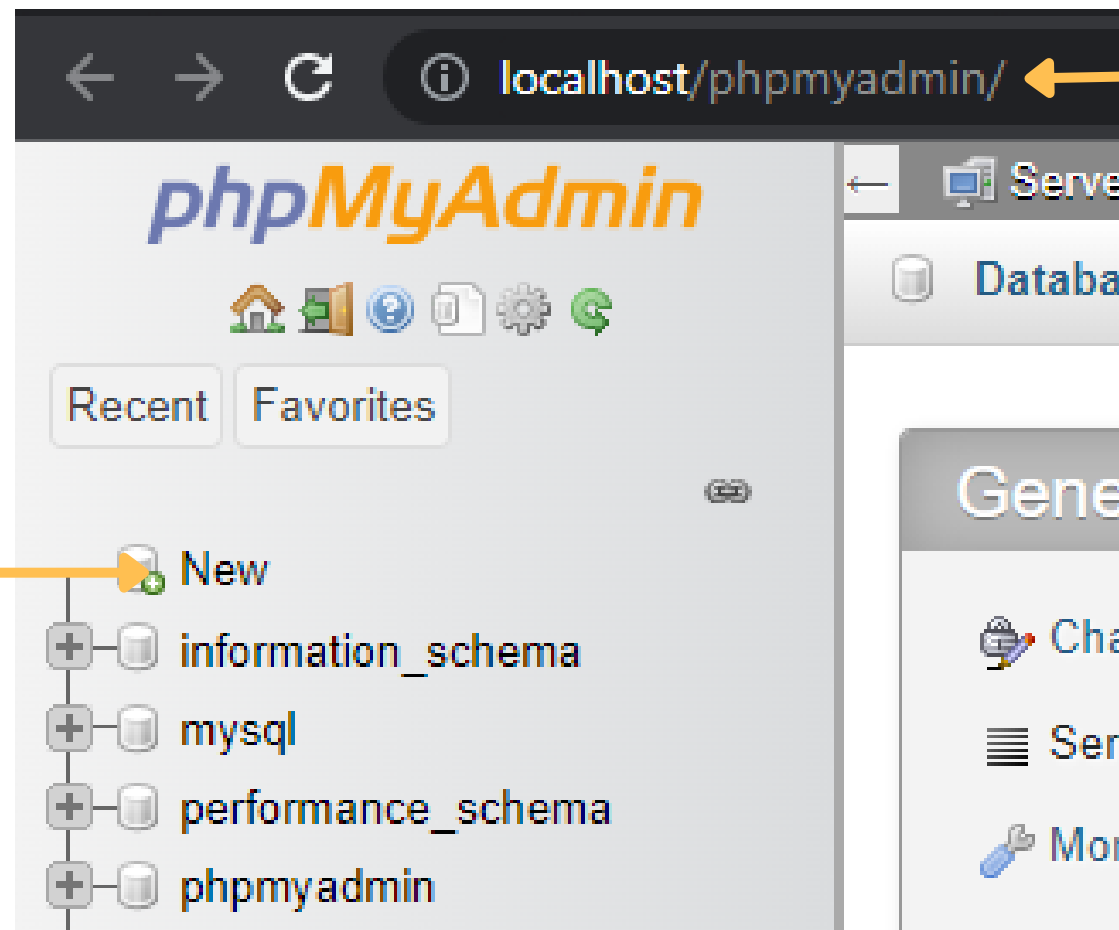 localhost/phpmyadmin/
phpMyAdmin
Recent Favorites
New
information_schema
mysql
performance_schema
phpmyadmin
Serve
Databa
Gene
Cha
Ser
Mor